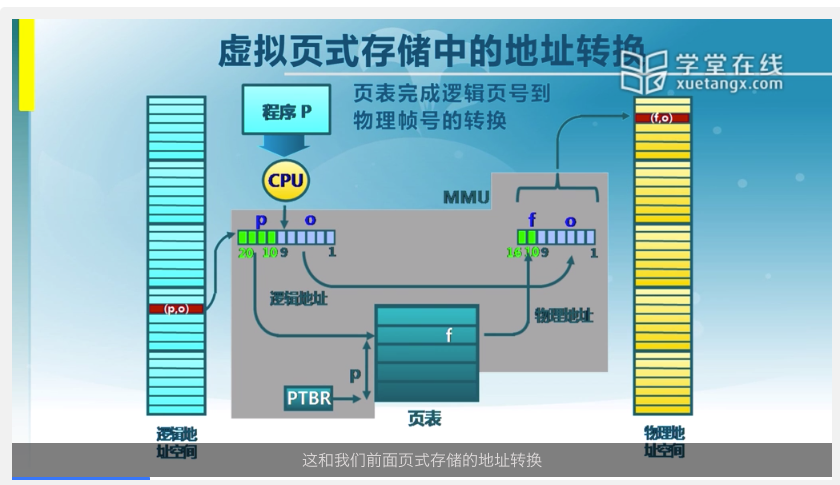 虚拟页式存储中的地址转换
学堂在线
xuetangx.com
程序 P
页表完成逻辑页号到
物理帧号的转换
CPU
MMU
(f,o)
p o
f o
20 10 9 1
16 10 9 1
(p,o)
逻辑地址
物理地址
f
p
PTBR
页表
逻辑地
址空间
物理地
址空间
这和我们前面页式存储的地址转换